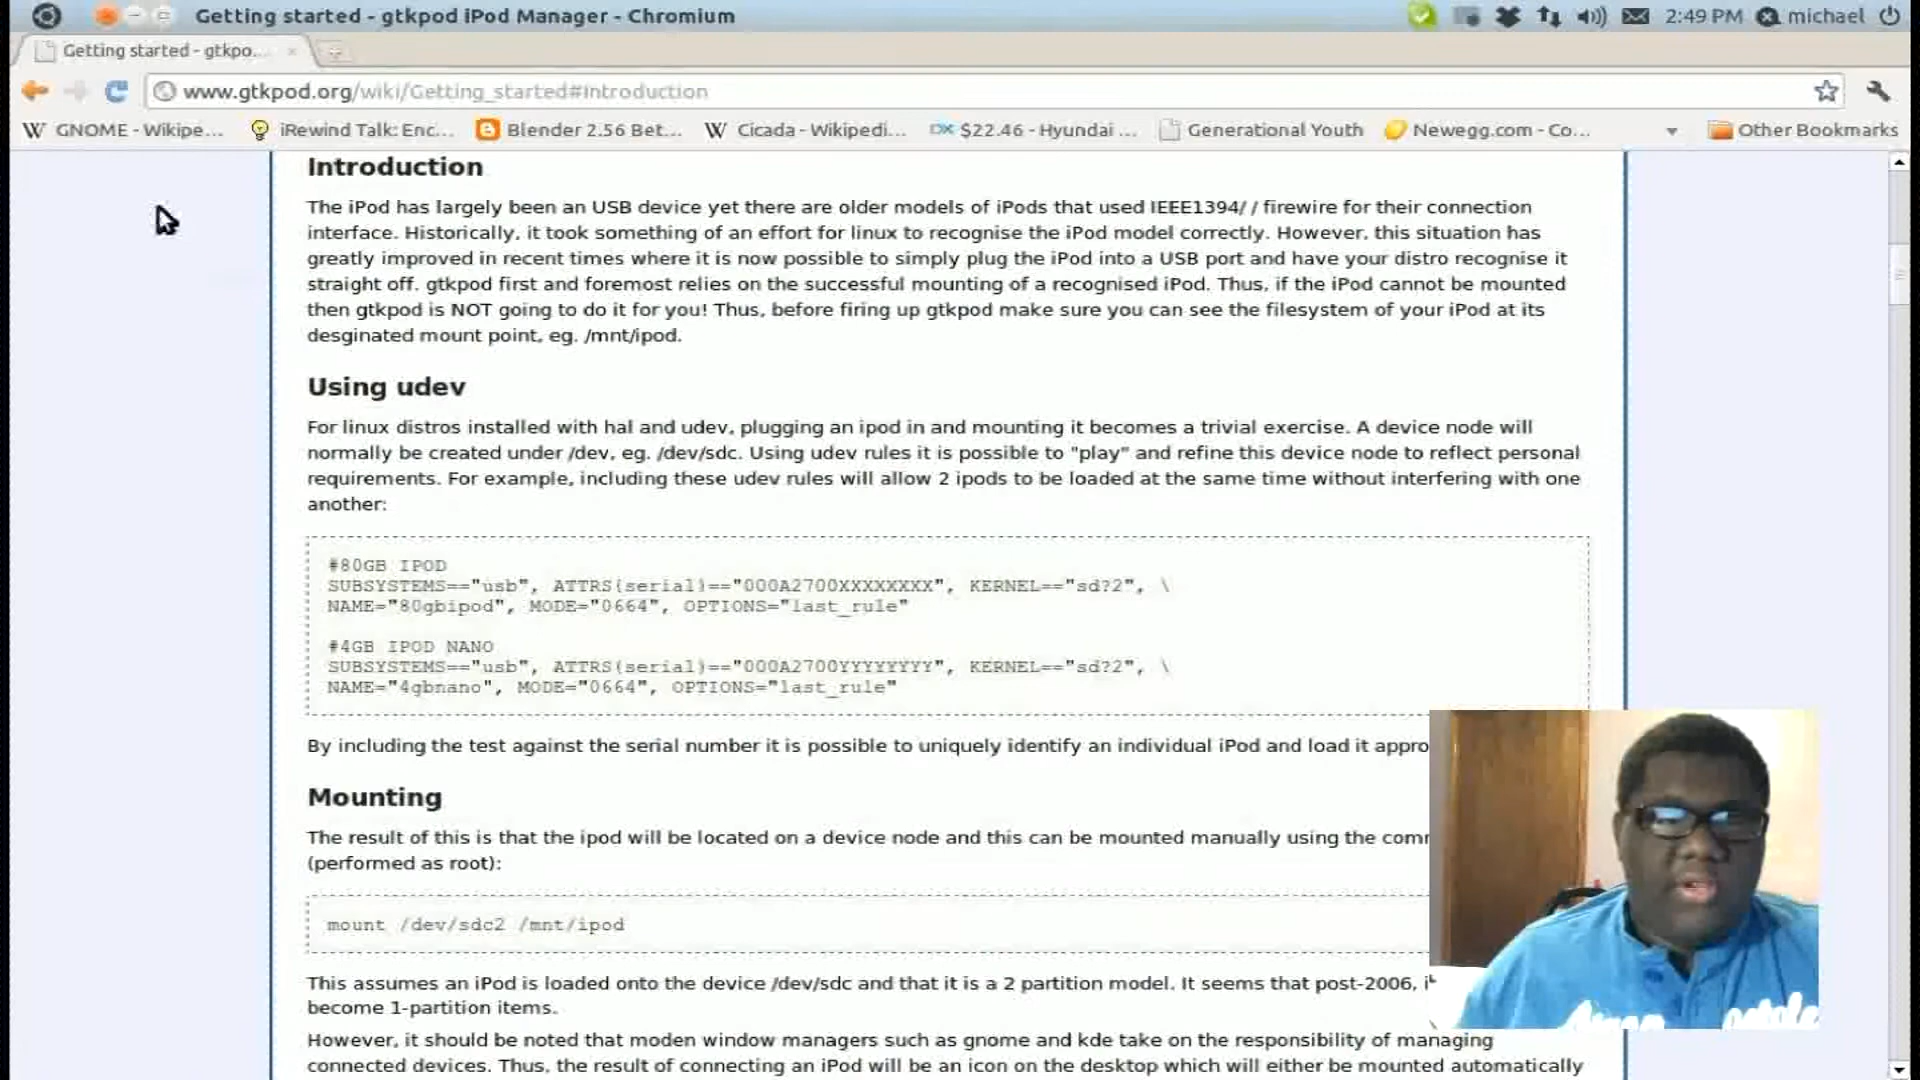 Getting started - gtkpod iPod Manager - Chromium
2:49 PM
michael
Getting started - gtkpo...
www.gtkpod.org/wiki/Getting_started#Introduction
GNOME - Wikipe...
iRewind Talk: Enc...
Blender 2.56 Bet...
Cicada - Wikipedi...
DX $22.46 - Hyundai ...
Generational Youth
Newegg.com - Co...
Other Bookmarks
Introduction
The iPod has largely been an USB device yet there are older models of iPods that used IEEE1394/ / firewire for their connection
interface. Historically, it took something of an effort for linux to recognise the iPod model correctly. However, this situation has
greatly improved in recent times where it is now possible to simply plug the iPod into a USB port and have your distro recognise it
straight off. gtkpod first and foremost relies on the successful mounting of a recognised iPod. Thus, if the iPod cannot be mounted
then gtkpod is NOT going to do it for you! Thus, before firing up gtkpod make sure you can see the filesystem of your iPod at its
desginated mount point, eg. /mnt/ipod.
Using udev
For linux distros installed with hal and udev, plugging an ipod in and mounting it becomes a trivial exercise. A device node will
normally be created under /dev, eg. /dev/sdc. Using udev rules it is possible to "play" and refine this device node to reflect personal
requirements. For example, including these udev rules will allow 2 ipods to be loaded at the same time without interfering with one
another:
#80GB IPOD
SUBSYSTEMS=="usb", ATTRS{serial}=="000A2700XXXXXXXX", KERNEL=="sd?2", \
NAME="80gbipod", MODE="0664", OPTIONS="last_rule"
#4GB IPOD NANO
SUBSYSTEMS=="usb", ATTRS{serial}=="000A2700YYYYYYYY", KERNEL=="sd?2", \
NAME="4gbnano", MODE="0664", OPTIONS="last_rule"
By including the test against the serial number it is possible to uniquely identify an individual iPod and load it appro
Mounting
The result of this is that the ipod will be located on a device node and this can be mounted manually using the com
(performed as root):
mount /dev/sdc2 /mnt/ipod
This assumes an iPod is loaded onto the device /dev/sdc and that it is a 2 partition model. It seems that post-2006, i
become 1-partition items.
However, it should be noted that moden window managers such as gnome and kde take on the responsibility of managing
connected devices. Thus, the result of connecting an iPod will be an icon on the desktop which will either be mounted automatically